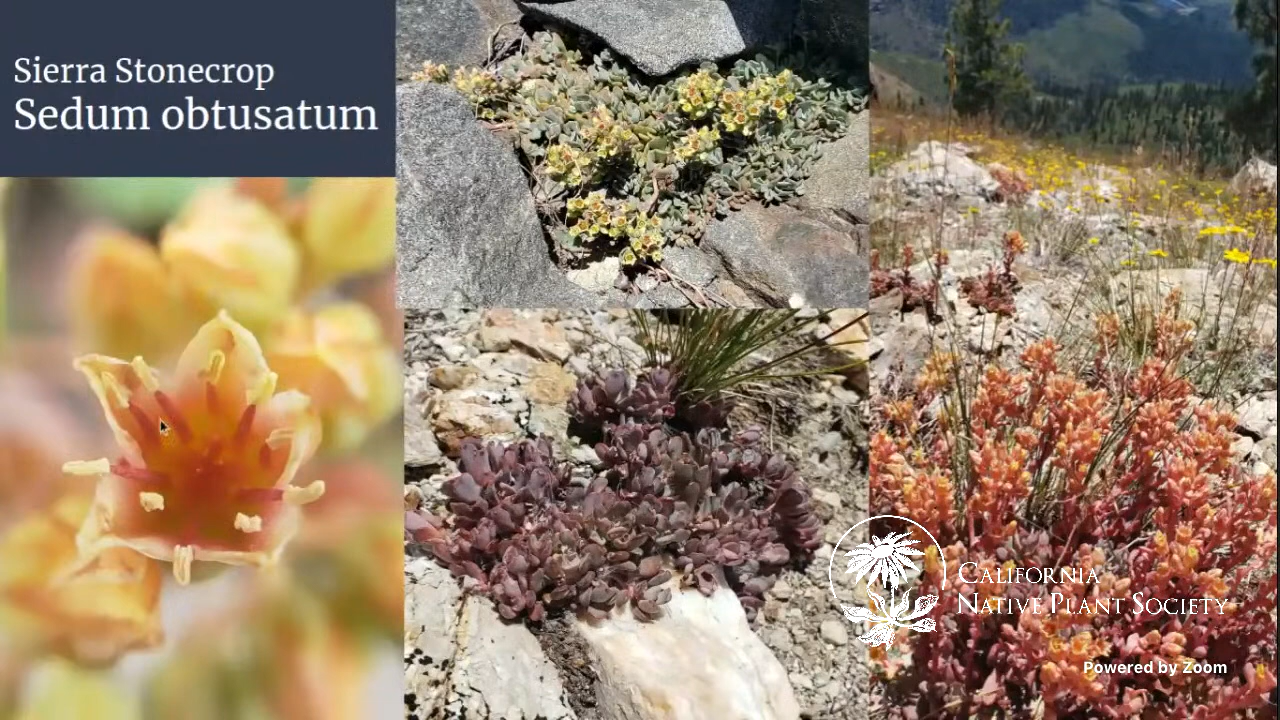 Sierra Stonecrop
Sedum obtusatum
California
Native Plant Society
Powered by Zoom